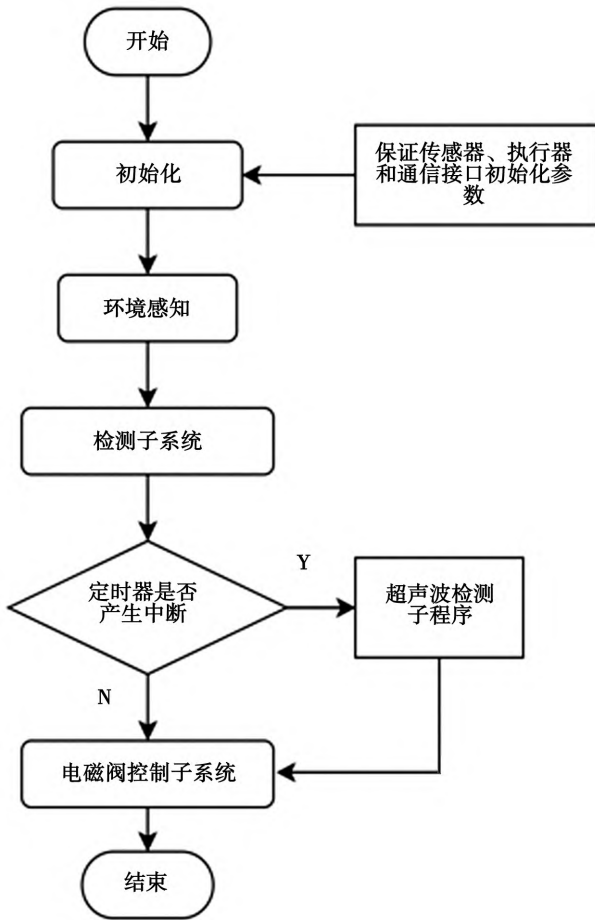 开始
初始化
保证传感器、执行器
和通信接口初始化参
数
环境感知
检测子系统
定时器是否
产生中断
Y
超声波检测
子程序
N
电磁阀控制子系统
结束